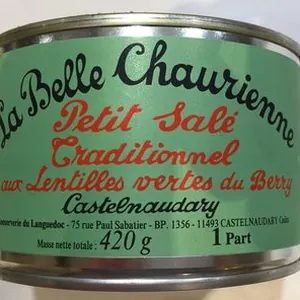 La Belle Chaurienne
Petit Salé
Traditionnel
aux Lentilles vertes du Berry
Castelnaudary
Conserverie du Languedoc - 75 rue Paul Sabatier - BP. 1356 - 11493 CASTELNAUDARY Cedex
Masse nette totale : 420 g 1 Part